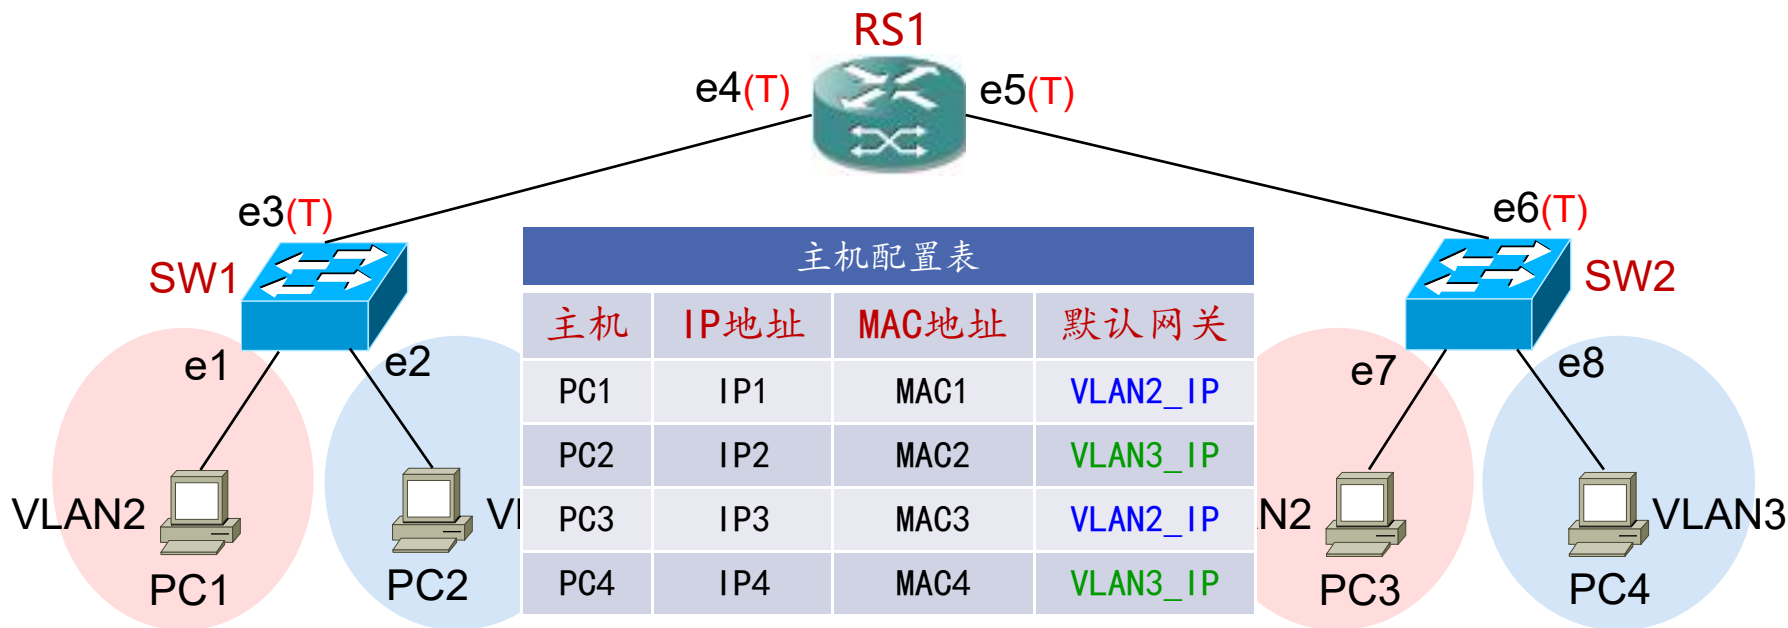 RS1
e4(T)
e5(T)
e3(T)
e6(T)
SW1
SW2
主机配置表
主机 IP地址 MAC地址 默认网关
PC1 IP1 MAC1 VLAN2_IP
PC2 IP2 MAC2 VLAN3_IP
PC3 IP3 MAC3 VLAN2_IP
PC4 IP4 MAC4 VLAN3_IP
e1
e2
e7
e8
VLAN2
VL
N2
VLAN3
PC1
PC2
PC3
PC4